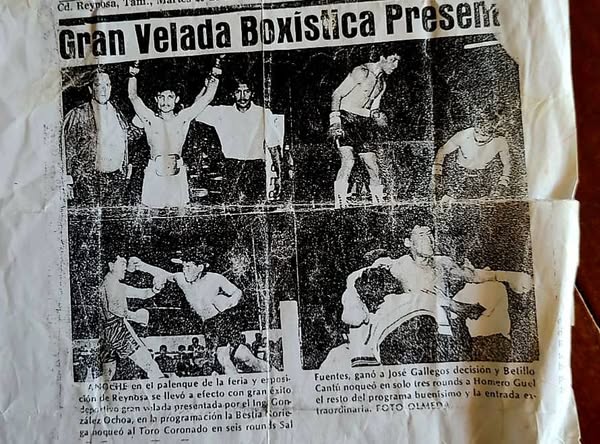 Cd. Reynosa, Tam., Martes
Gran Velada Boxística Present
ANOCHE en el palenque de la feria y exposi-
ción de Reynosa se llevó a efecto con gran éxito
deportivo gran velada presentada por el Ing Gon-
zález Ochoa, en la programación la Bestia Norie-
ga noqueó al Toro Coronado en seis rounds Sal
Fuentes, ganó a José Gallegos decisión y Betillo
Cantú noqueó en solo tres rounds a Homero Guel
el resto del programa buenísimo y la entrada ex-
traordinaria. FOTO OLMEDA